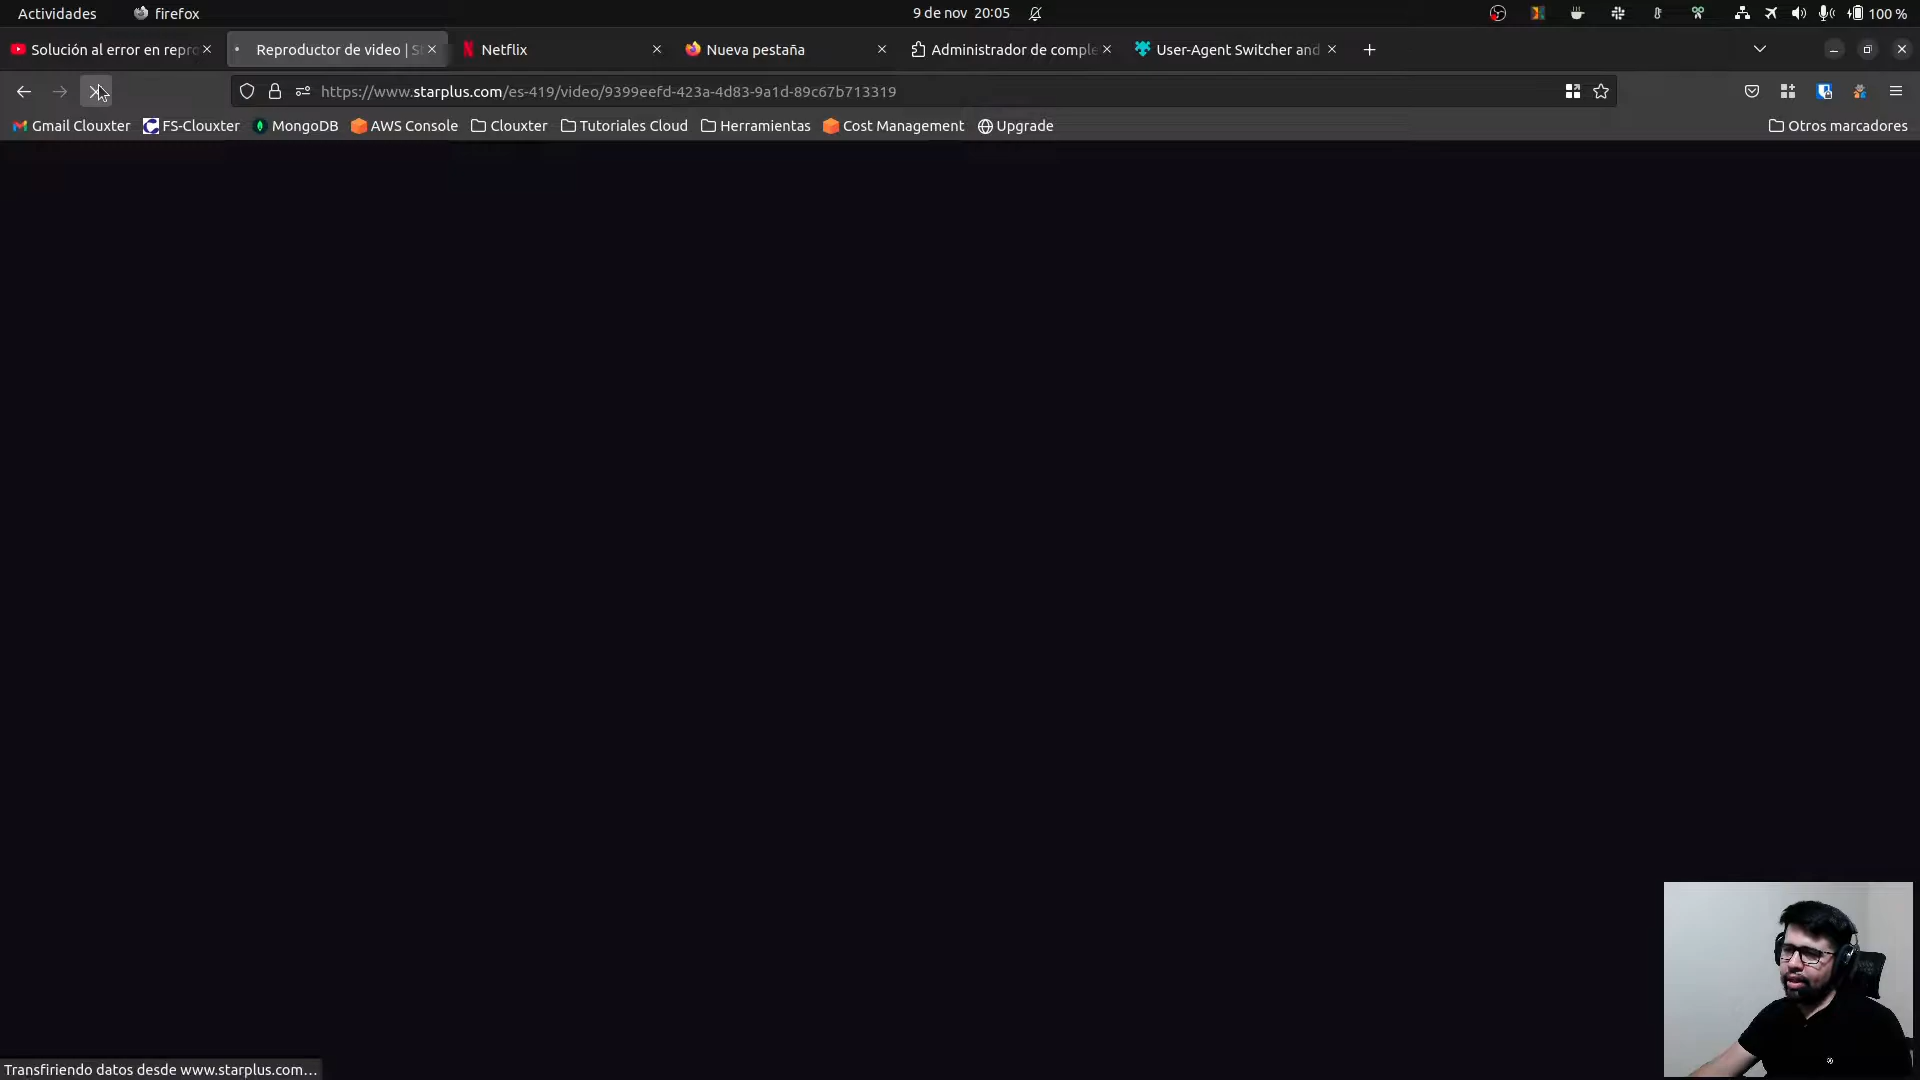 Actividades firefox 9 de nov 20:05 100 %
Solución al error en repro Reproductor de video | S Netflix Nueva pestaña Administrador de comple User-Agent Switcher and
https://www.starplus.com/es-419/video/9399eefd-423a-4d83-9a1d-89c67b713319
Gmail Clouxter FS-Clouxter MongoDB AWS Console Clouxter Tutoriales Cloud Herramientas Cost Management Upgrade Otros marcadores
Transfiriendo datos desde www.starplus.com…